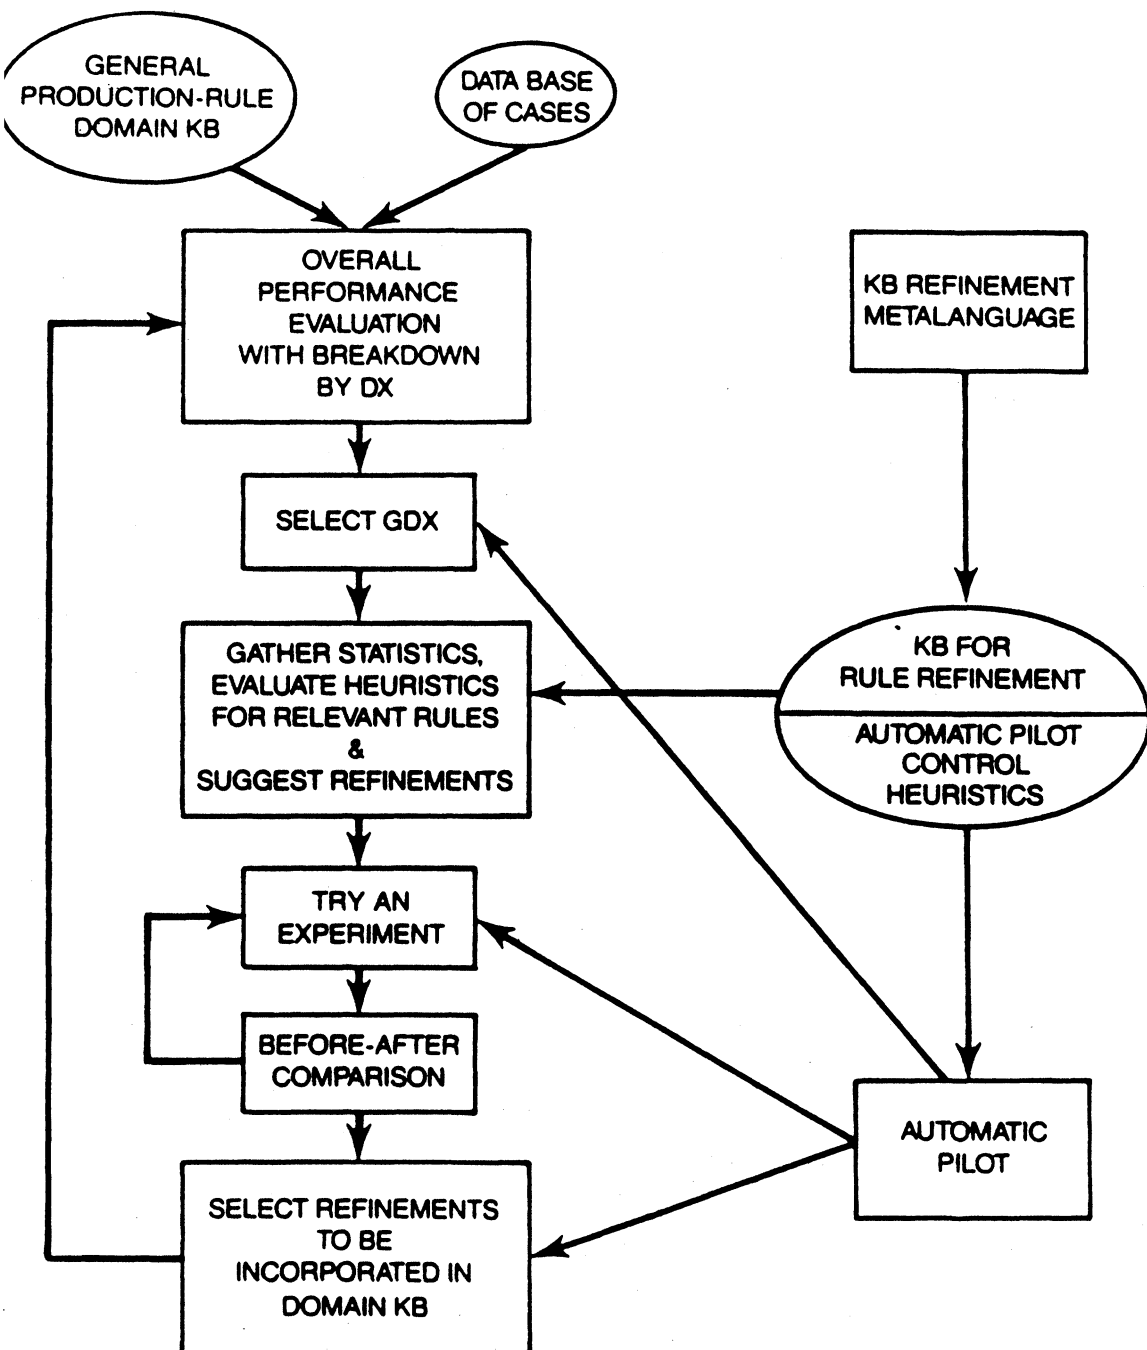 GENERAL
PRODUCTION-RULE
DOMAIN KB
DATA BASE
OF CASES
OVERALL
PERFORMANCE
EVALUATION
WITH BREAKDOWN
BY DX
KB REFINEMENT
METALANGUAGE
SELECT GDX
GATHER STATISTICS,
EVALUATE HEURISTICS
FOR RELEVANT RULES
&
SUGGEST REFINEMENTS
KB FOR
RULE REFINEMENT
AUTOMATIC PILOT
CONTROL
HEURISTICS
TRY AN
EXPERIMENT
BEFORE-AFTER
COMPARISON
AUTOMATIC
PILOT
SELECT REFINEMENTS
TO BE
INCORPORATED IN
DOMAIN KB